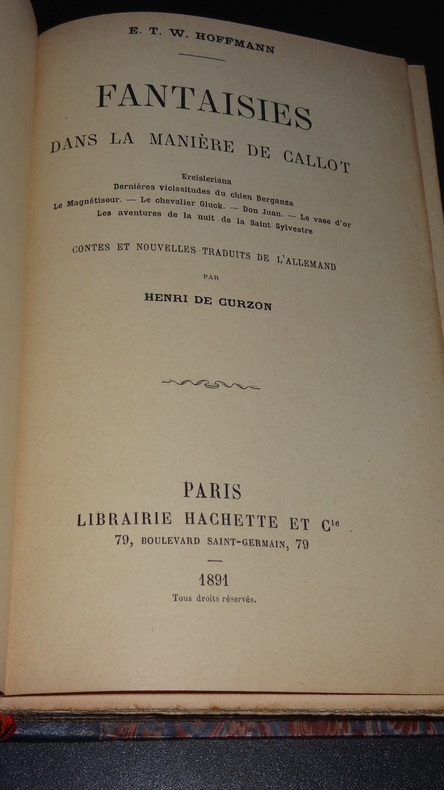 E. T. W. HOFFMANN
FANTAISIES
DANS LA MANIÈRE DE CALLOT
Kreisleriana
Dernières vicissitudes du chien Berganza
Le Magnétiseur. — Le chevalier Gluck. — Don Juan. — Le vase d'or
Les aventures de la nuit de la Saint Sylvestre
CONTES ET NOUVELLES TRADUITS DE L'ALLEMAND
PAR
HENRI DE CURZON
PARIS
LIBRAIRIE HACHETTE ET Cie
79, BOULEVARD SAINT-GERMAIN, 79
1891
Tous droits réservés.